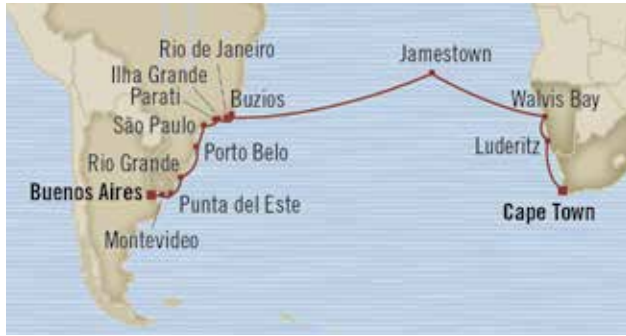 Rio de Janeiro
Jamestown
Ilha Grande
Parati
Buzios
Walvis Bay
São Paulo
Porto Belo
Luderitz
Rio Grande
Buenos Aires
Punta del Este
Cape Town
Montevideo